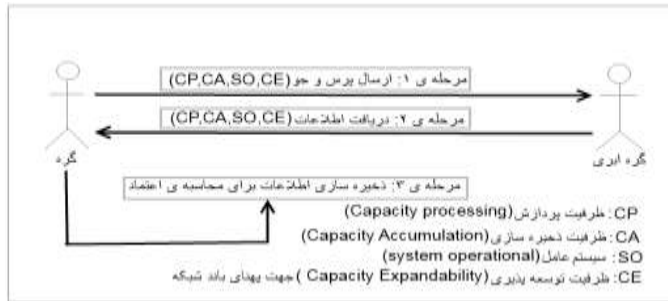 مرحله ی ۱: ارسال پرس و جو (CP,CA,SO,CE)
مرحله ی ۲: دریافت اطلاعات (CP,CA,SO,CE)
گره
گره ابری
مرحله ی ۳: ذخیره سازی اطلاعات برای محاسبه ی اعتماد
CP: ظرفیت پردازش (Capacity processing)
CA: ظرفیت ذخیره سازی (Capacity Accumulation)
SO: سیستم عامل (system operational)
CE: ظرفیت توسعه پذیری (Capacity Expandability) جهت پهنای باند شبکه